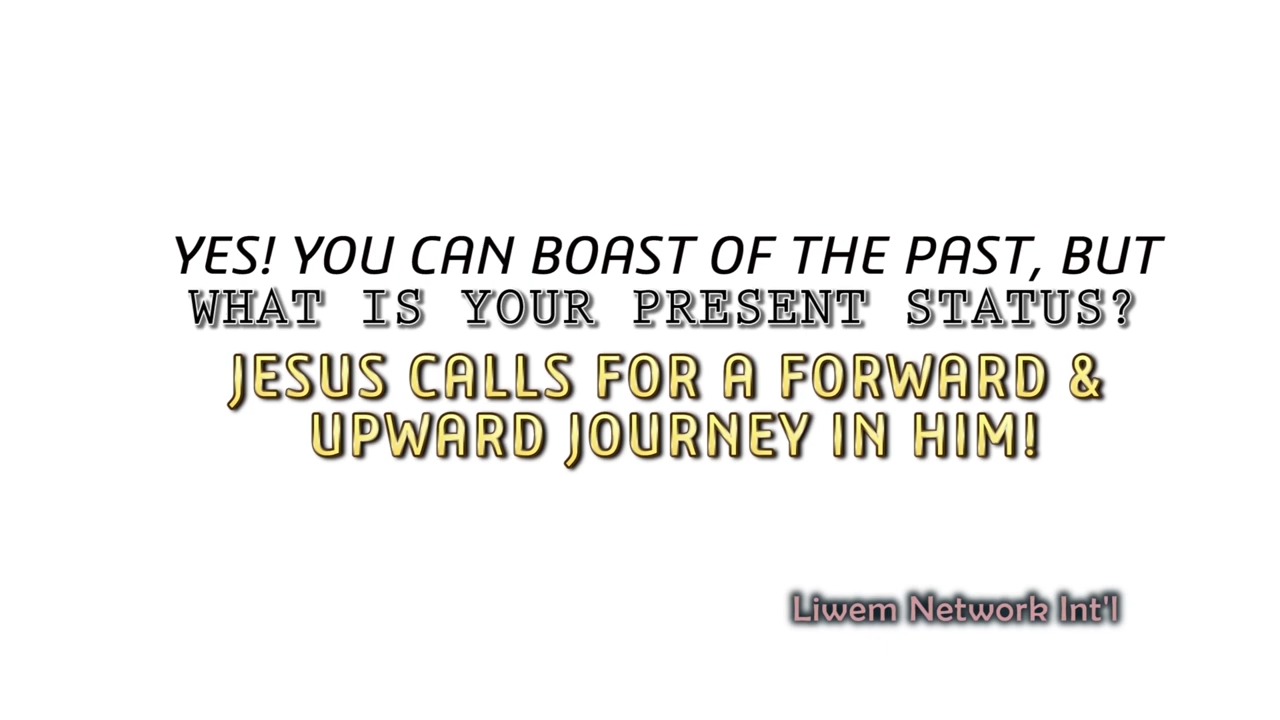 YES! YOU CAN BOAST OF THE PAST, BUT
WHAT IS YOUR PRESENT STATUS?
JESUS CALLS FOR A FORWARD &
UPWARD JOURNEY IN HIM!
Liwem Network Int'l